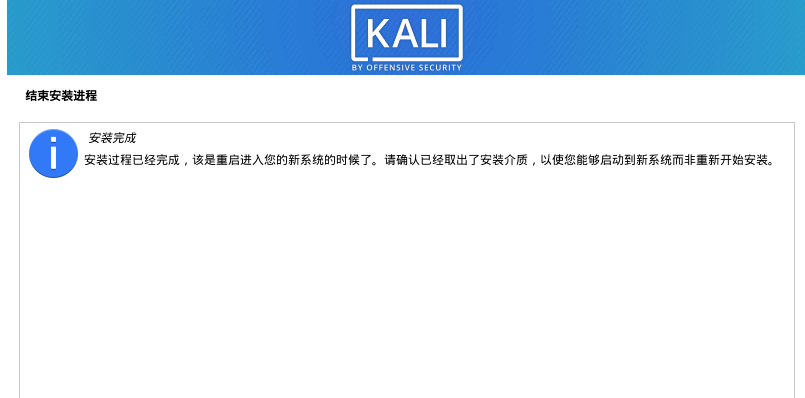 KALI
BY OFFENSIVE SECURITY
结束安装进程
安装完成
安装过程已经完成，该是重启进入您的新系统的时候了。请确认已经取出了安装介质，以使您能够启动到新系统而非重新开始安装。